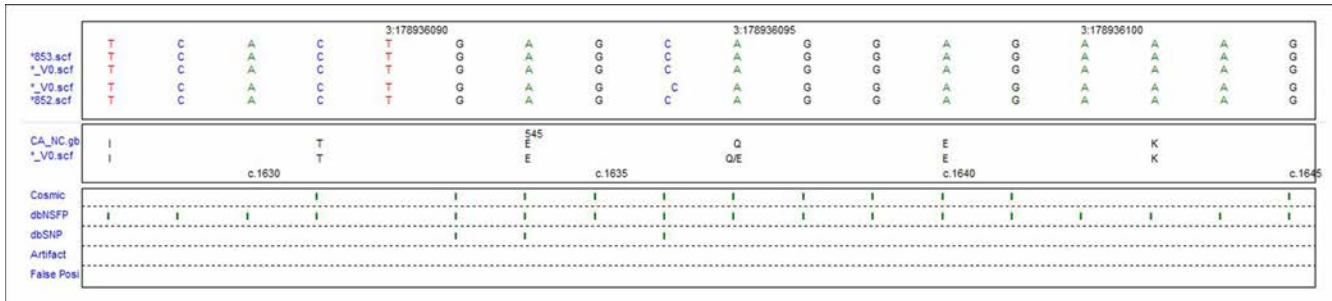 3:178936090 3:178936095 3:178936100
T C A C T G A G C A G G A G A A A G
*853.scf T C A C T G A G C A G G A G A A A G
*_V0.scf T C A C T G A G C A G G A G A A A G
*_V0.scf T C A C T G A G C A G G A G A A A G
*852.scf T C A C T G A G C A G G A G A A A G
545
CA_NC.gb I T E Q E K
*_V0.scf I T E Q/E E K
c.1630 c.1635 c.1640 c.1645
Cosmic
dbNSFP
dbSNP
Artifact
False Posi